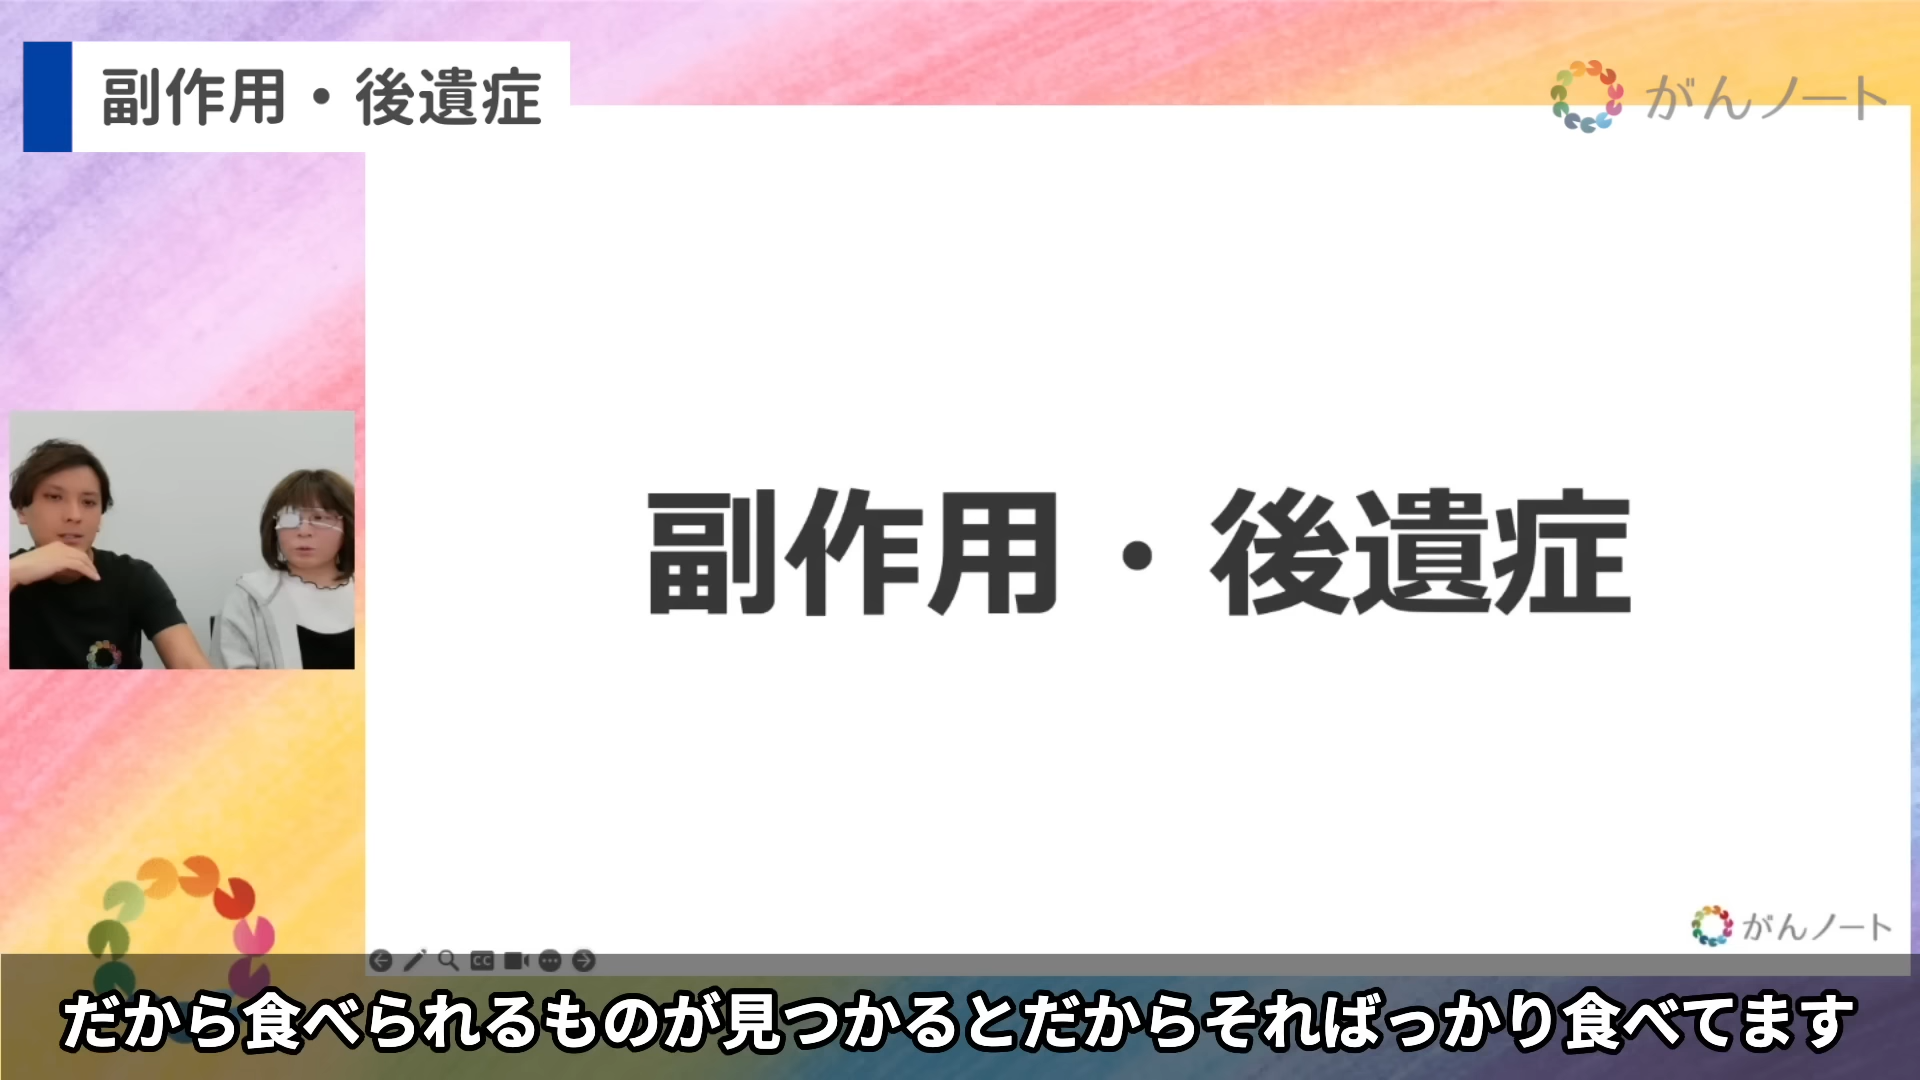 副作用・後遺症
がんノート
副作用・後遺症
がんノート
CC
だから食べられるものが見つかるとだからそればっかり食べてます